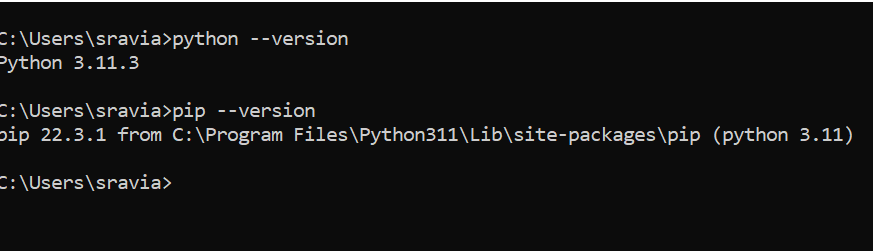 C:\Users\sravia>python --version
Python 3.11.3
C:\Users\sravia>pip --version
pip 22.3.1 from C:\Program Files\Python311\Lib\site-packages\pip (python 3.11)
C:\Users\sravia>